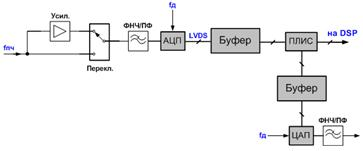 Усил.
fпч
Перекл.
ФНЧ/ПФ
fд
АЦП
LVDS
Буфер
ПЛИС
на DSP
Буфер
fд
ЦАП
ФНЧ/ПФ